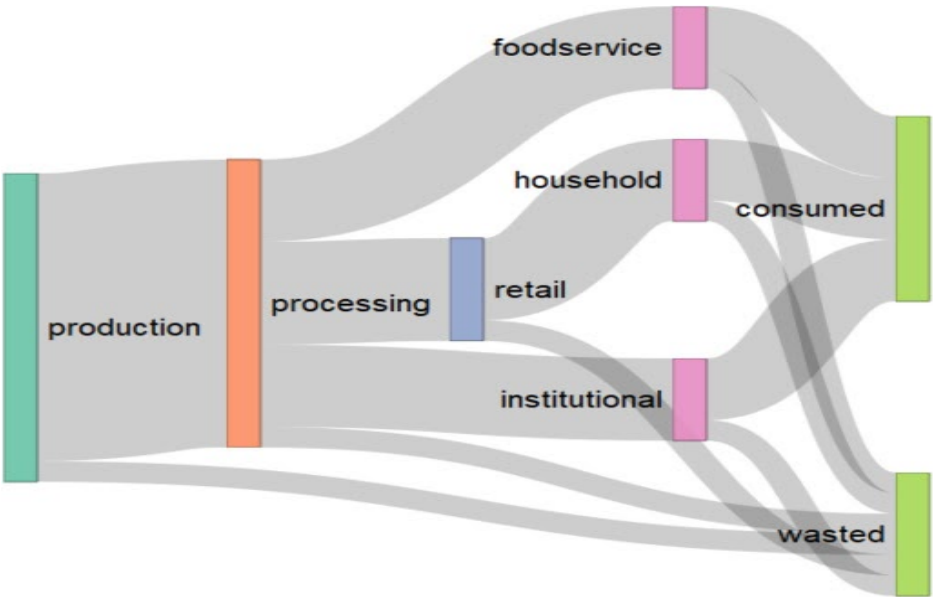 foodservice
household
consumed
retail
processing
production
institutional
wasted